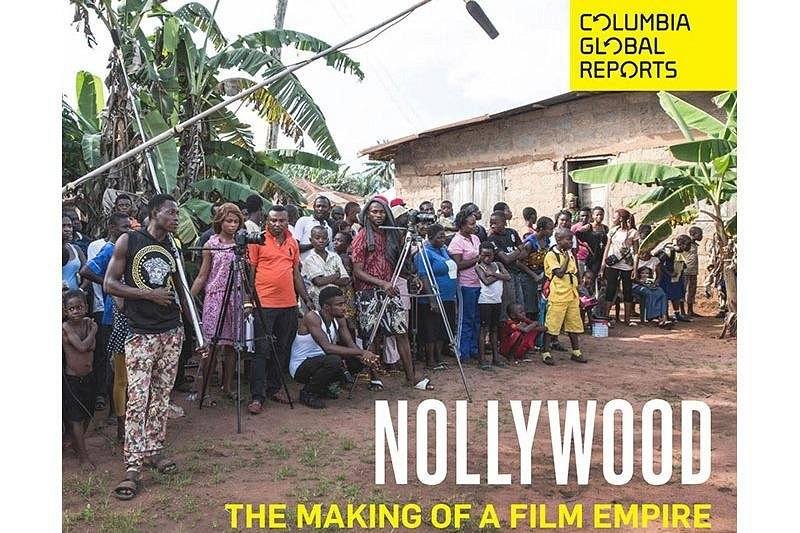 COLUMBIA
GLOBAL
REPORTS
NOLLYWOOD
THE MAKING OF A FILM EMPIRE